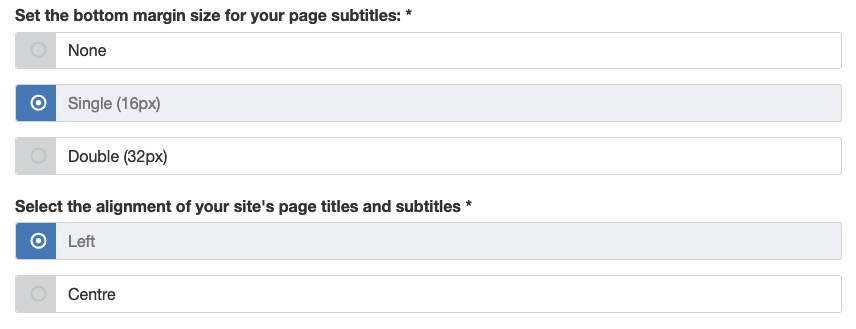 Set the bottom margin size for your page subtitles: *
None
Single (16px)
Double (32px)
Select the alignment of your site's page titles and subtitles *
Left
Centre